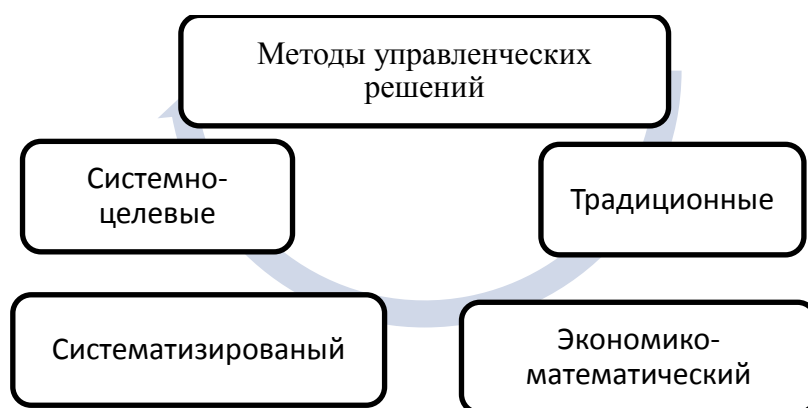 Методы управленческих
решений
Системно-
целевые
Традиционные
Систематизированый
Экономико-
математический